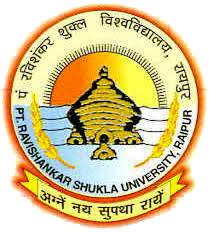 पं रविशंकर शुक्ल विश्वविद्यालय, रायपुर
PT. RAVISHANKAR SHUKLA UNIVERSITY, RAIPUR
अग्नें नय सुपथा रायें